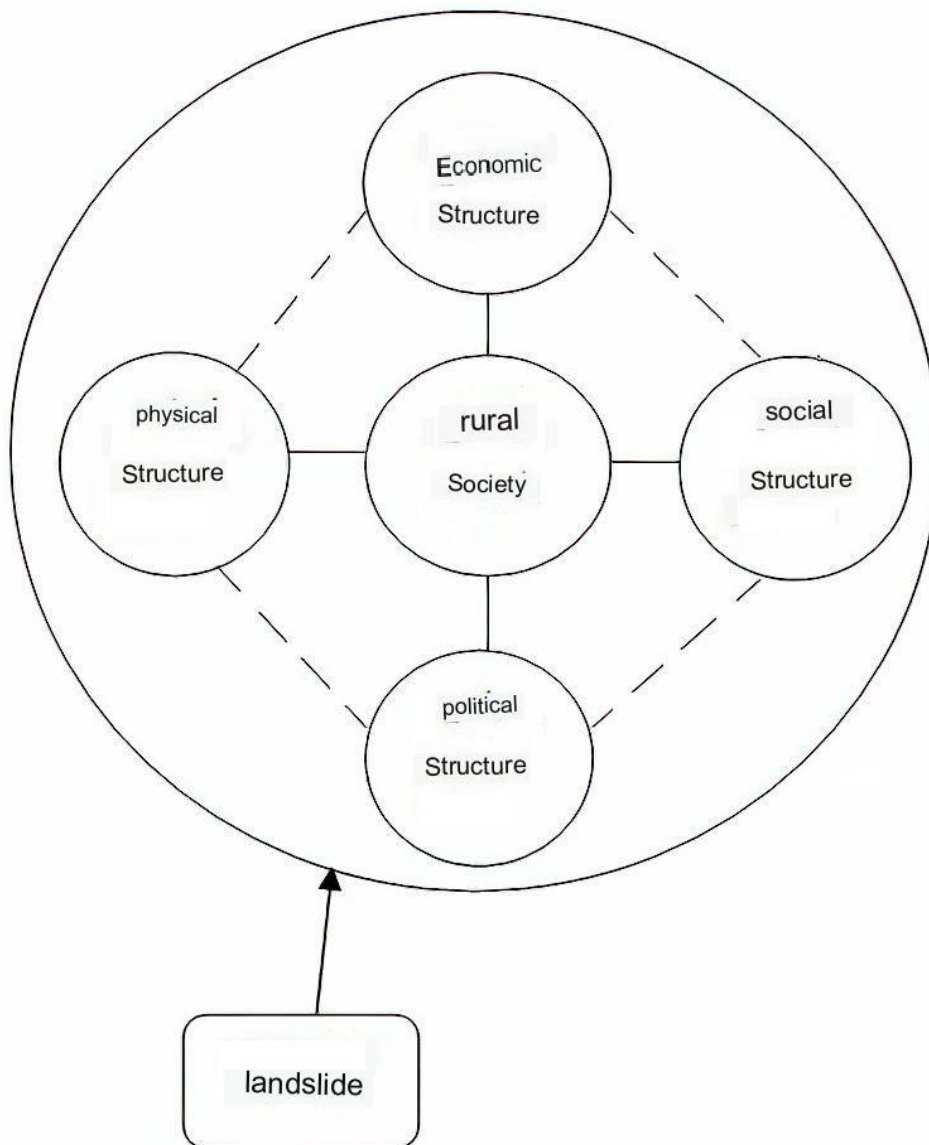 Economic
Structure
physical
Structure
rural
Society
social
Structure
political
Structure
landslide